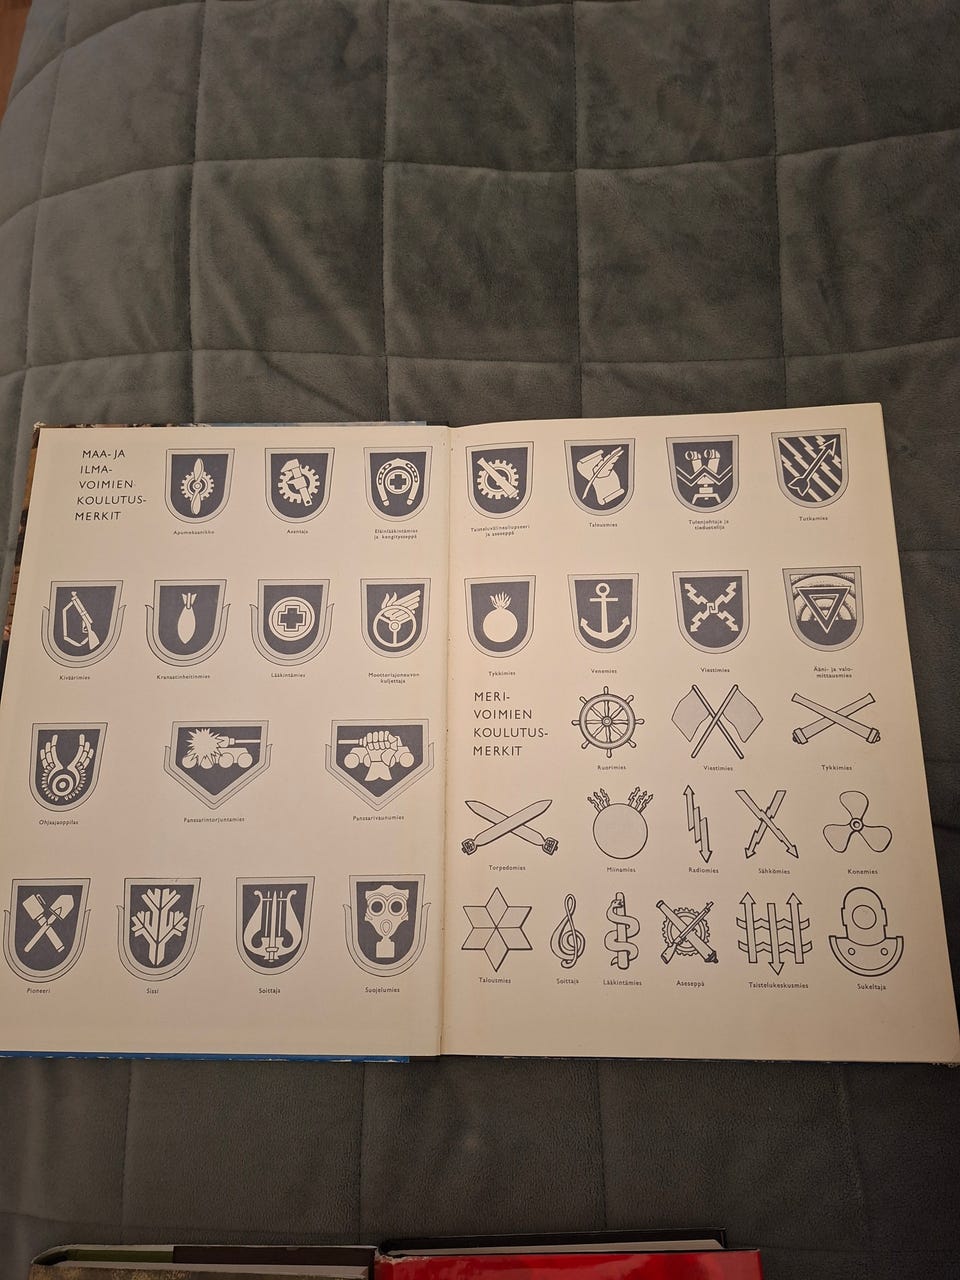 MAA- JA
ILMA-
VOIMIEN
KOULUTUS-
MERKIT
Apumekaanikko
Asentaja
Eläinlääkintämies
ja kengitysseppä
Kiväärimies
Kranaatinheitinmies
Lääkintämies
Moottoriajoneuvon
kuljettaja
Ohjaajaoppilas
Panssarintorjuntamies
Panssarivaunumies
Pioneeri
Sissi
Soittaja
Suojelumies
Taisteluvälinealiupseeri
ja aseseppä
Talousmies
Tulenjohtaja ja
tiedustelija
Tutkamies
Tykkimies
Venemies
Viestimies
Ääni- ja valo-
mittausmies
MERI-
VOIMIEN
KOULUTUS-
MERKIT
Ruorimies
Viestimies
Tykkimies
Torpedomies
Miinamies
Radiomies
Sähkömies
Konemies
Talousmies
Soittaja
Lääkintämies
Aseseppä
Taistelukeskusmies
Sukeltaja